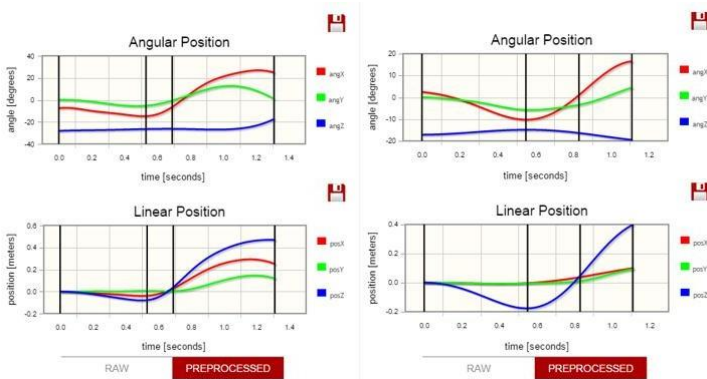 Angular Position
angle [degrees]
40
20
0
-20
-40
0.0 0.2 0.4 0.6 0.8 1.0 1.2 1.4
time [seconds]
angX
angY
angZ
Linear Position
position [meters]
0.6
0.4
0.2
0.0
-0.2
0.0 0.2 0.4 0.6 0.8 1.0 1.2 1.4
time [seconds]
posX
posY
posZ
RAW PREPROCESSED
Angular Position
angle [degrees]
20
10
0
-10
-20
0.0 0.2 0.4 0.6 0.8 1.0 1.2
time [seconds]
angX
angY
angZ
Linear Position
position [meters]
0.4
0.2
0.0
-0.2
0.0 0.2 0.4 0.6 0.8 1.0 1.2
time [seconds]
posX
posY
posZ
RAW PREPROCESSED